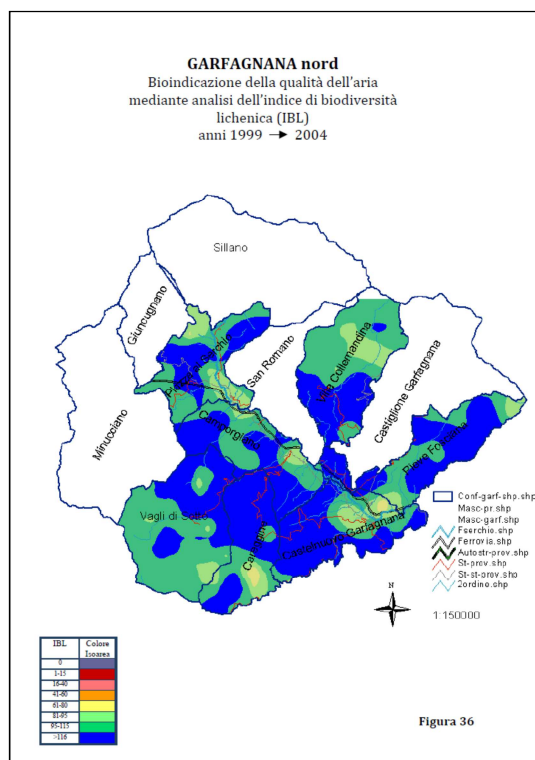 GARFAGNANA nord
Bioindicazione della qualità dell'aria
mediante analisi dell'indice di biodiversità
lichenica (IBL)
anni 1999 → 2004
Sillano
Giuncugnano
San Romano
Piazza al Serchio
Villa Collemandina
Castiglione Garfagnana
Minucciano
Camporgiano
Pieve Fosciana
Vagli di Sotto
Careggine
Castelnuovo Garfagnana
Conf-garf-shp.shp
Masc-pr.shp
Masc-garf.shp
Fserchio.shp
Ferrovia.shp
Autostr-prov.shp
St-prov.shp
St-st-prov.shp
2ordine.shp
N
1:150000
IBL Colore Isoarea
0
1-15
16-40
41-60
61-80
81-95
95-115
>116
Figura 36